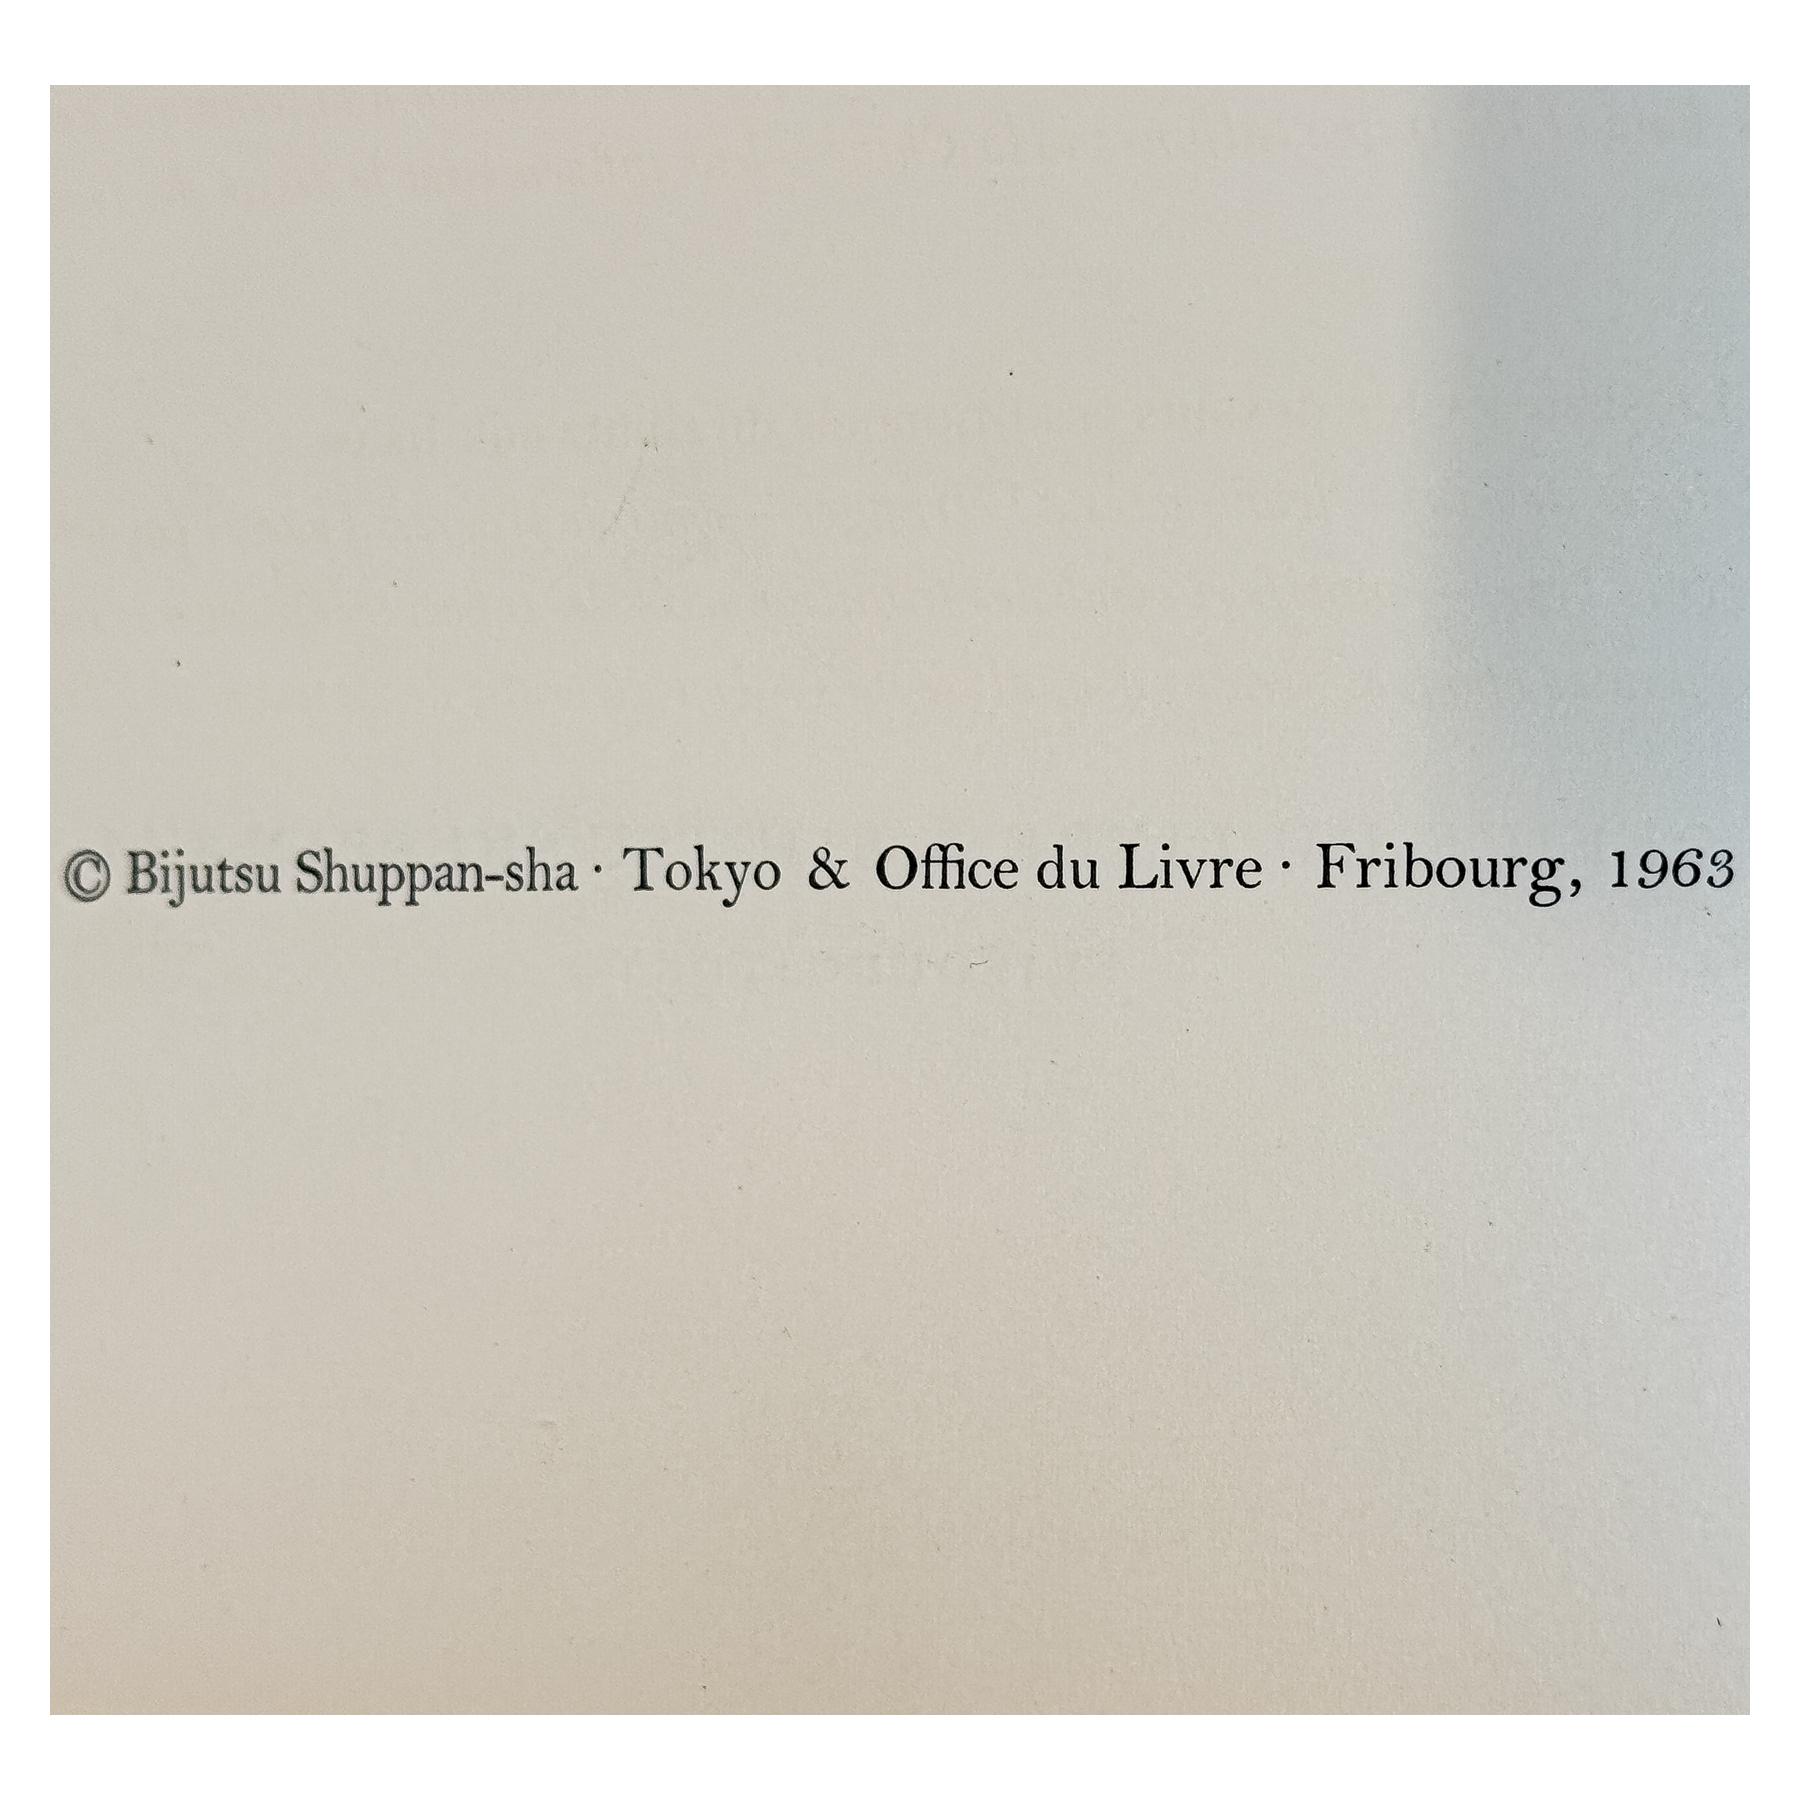 © Bijutsu Shuppan-sha · Tokyo & Office du Livre · Fribourg, 1963